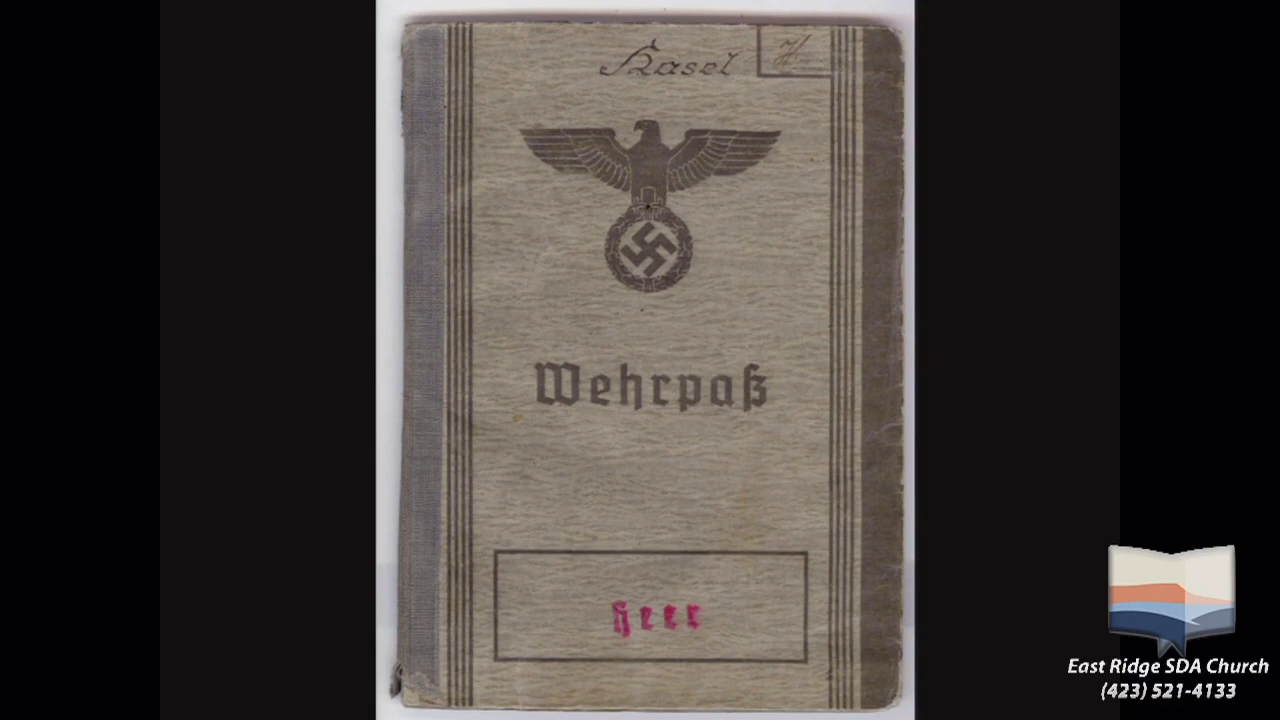 Kasel
H
Wehrpaß
Heer
East Ridge SDA Church
(423) 521-4133